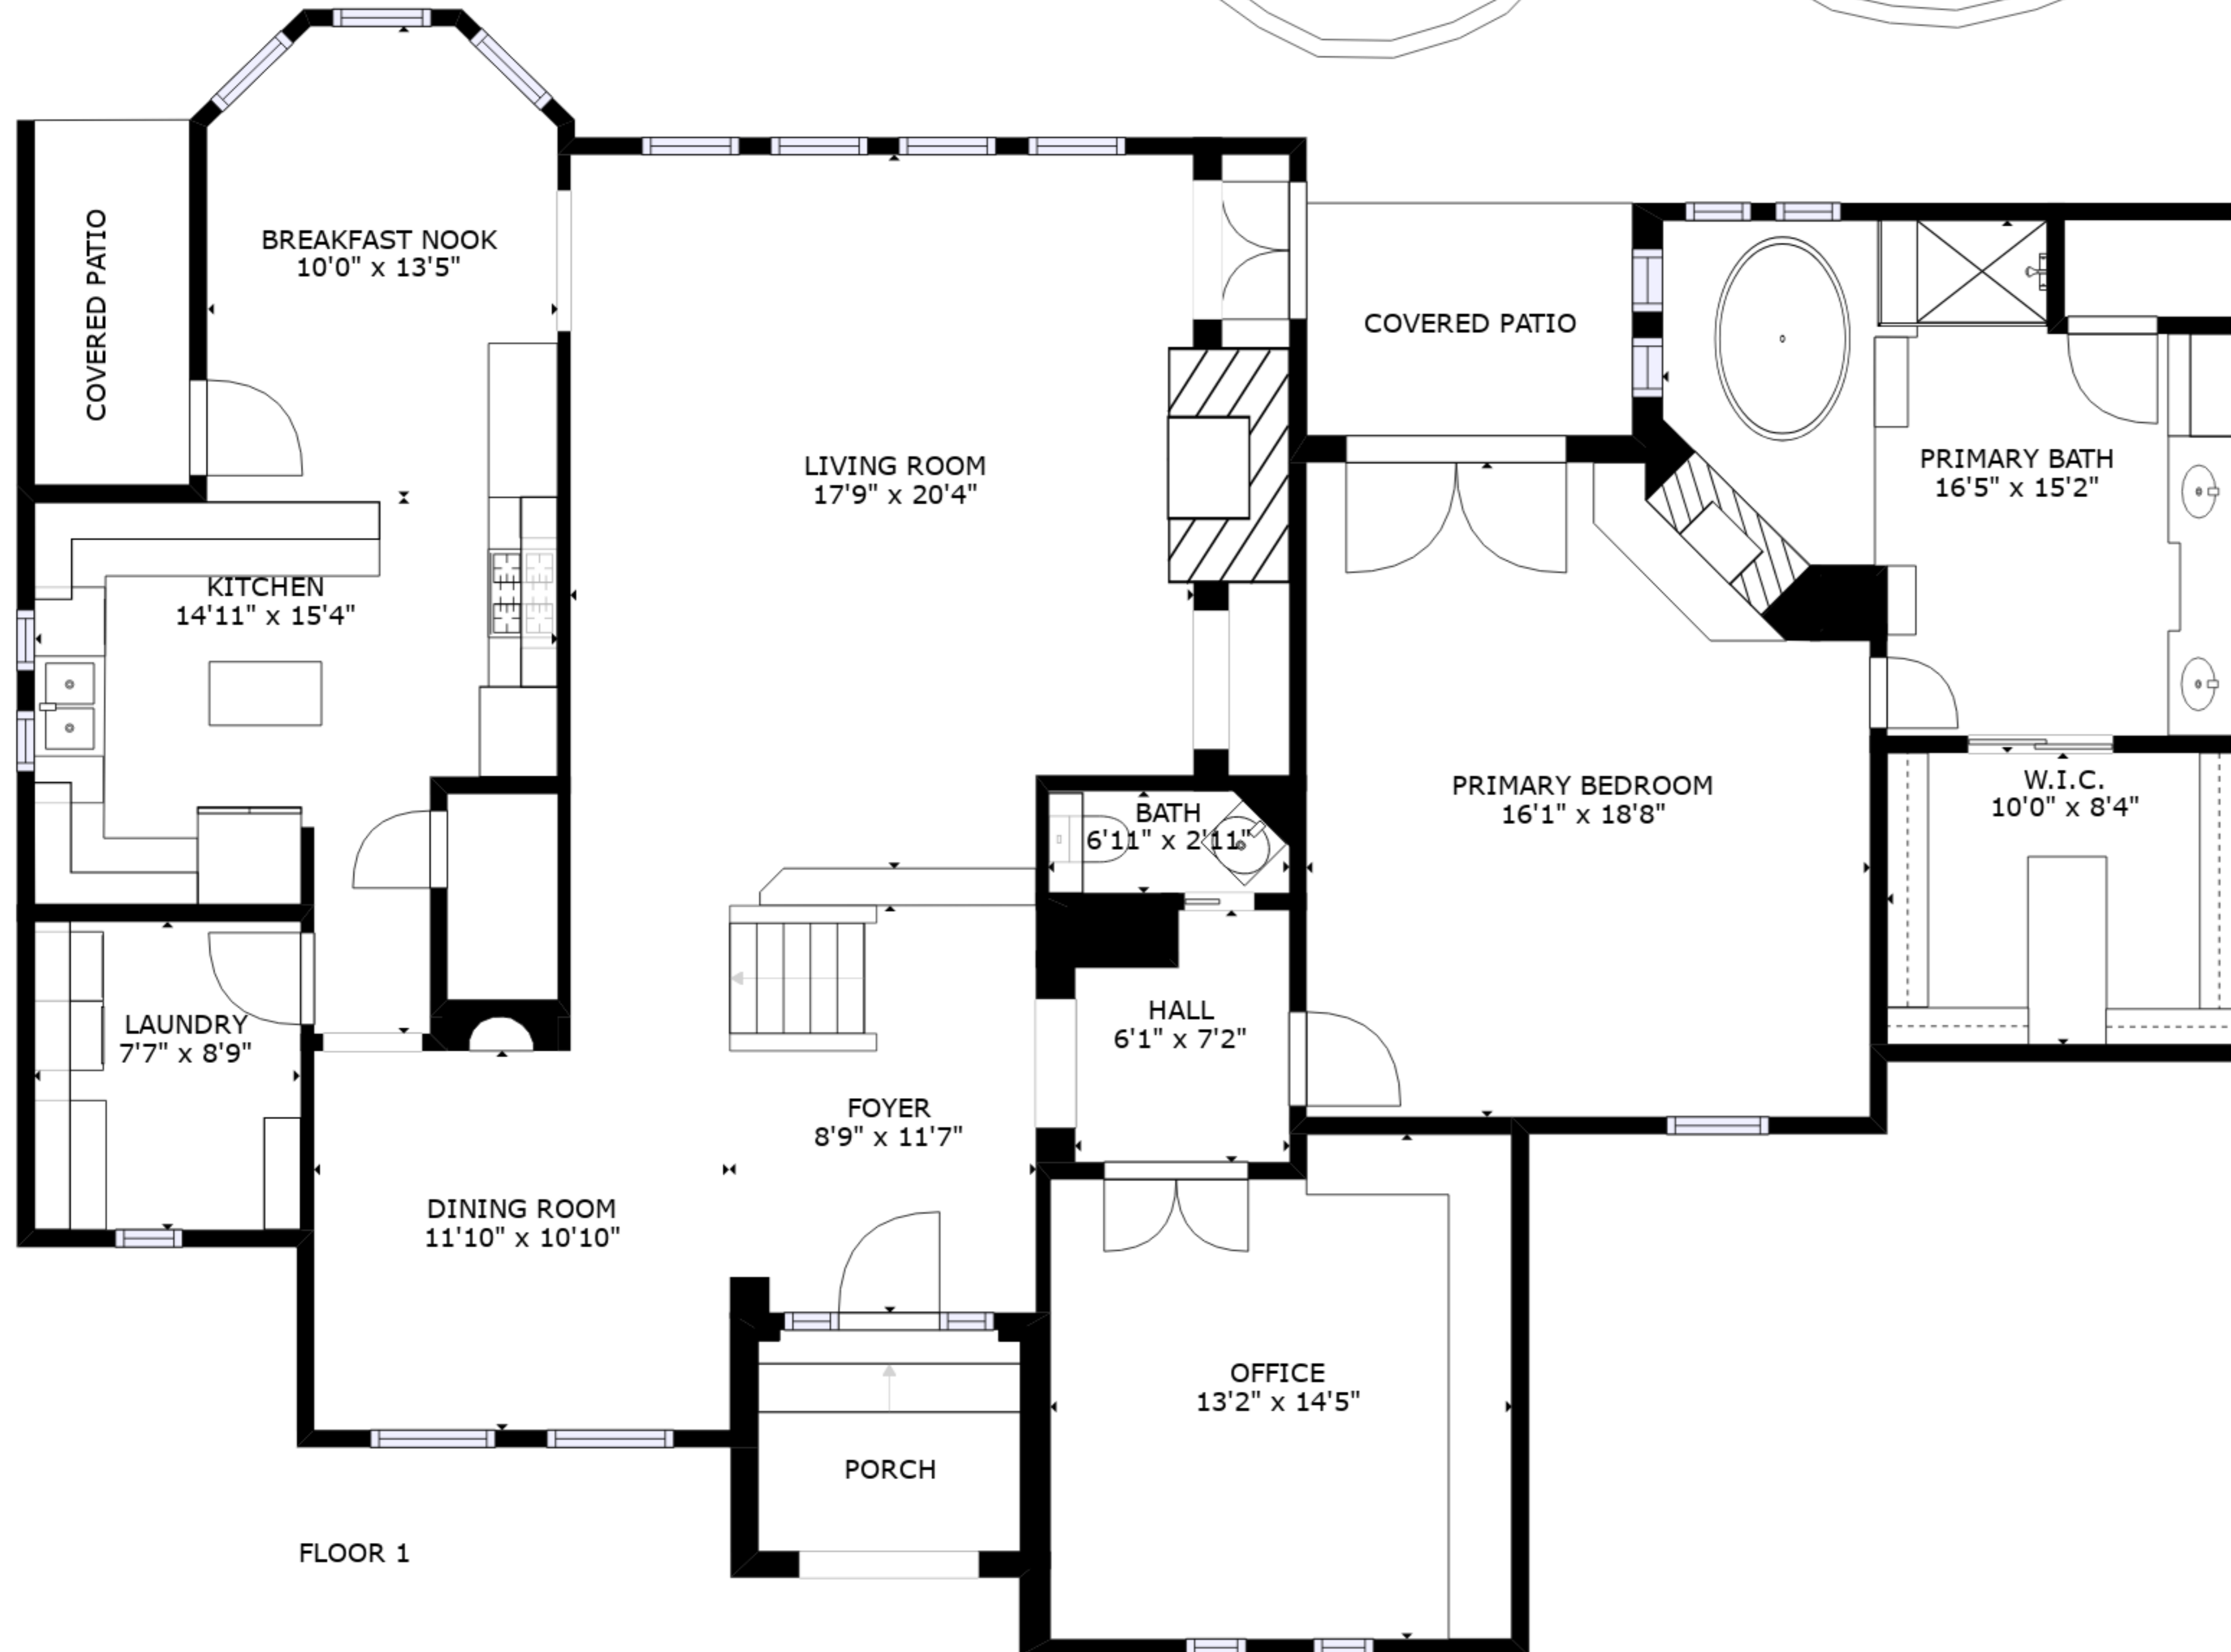 BREAKFAST NOOK
10'0" x 13'5"
COVERED PATIO
COVERED PATIO
LIVING ROOM
17'9" x 20'4"
PRIMARY BATH
16'5" x 15'2"
KITCHEN
14'11" x 15'4"
PRIMARY BEDROOM
16'1" x 18'8"
W.I.C.
10'0" x 8'4"
BATH
6'11" x 2'11"
HALL
6'1" x 7'2"
LAUNDRY
7'7" x 8'9"
FOYER
8'9" x 11'7"
DINING ROOM
11'10" x 10'10"
OFFICE
13'2" x 14'5"
PORCH
FLOOR 1